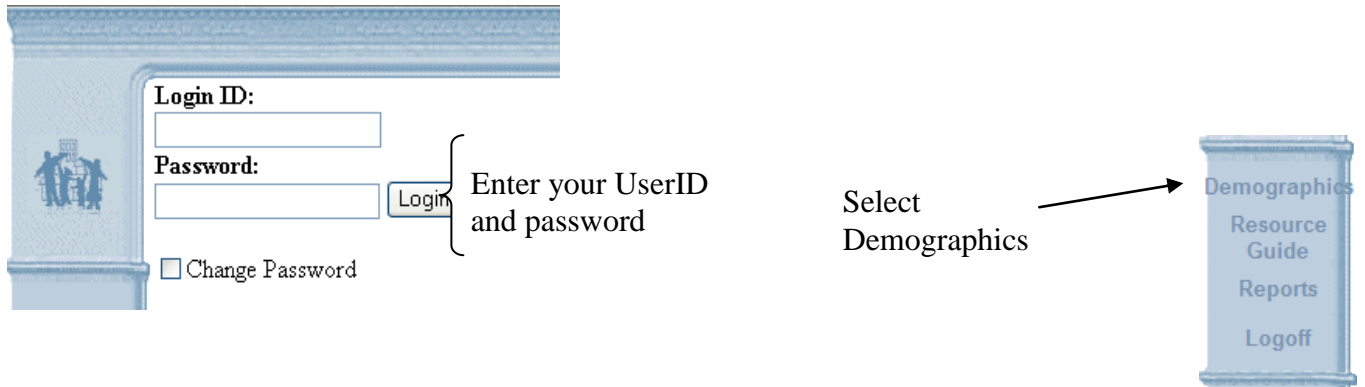 Login ID:
Password:
Login
Enter your UserID
and password
Change Password
Select
Demographics
Demographics
Resource
Guide
Reports
Logoff